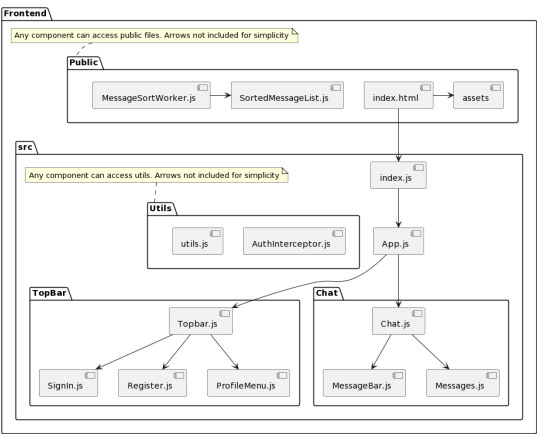 Frontend
Any component can access public files. Arrows not included for simplicity
Public
MessageSortWorker.js
SortedMessageList.js
index.html
assets
src
Any component can access utils. Arrows not included for simplicity
index.js
Utils
utils.js
AuthInterceptor.js
App.js
TopBar
Chat
Topbar.js
Chat.js
SignIn.js
Register.js
ProfileMenu.js
MessageBar.js
Messages.js